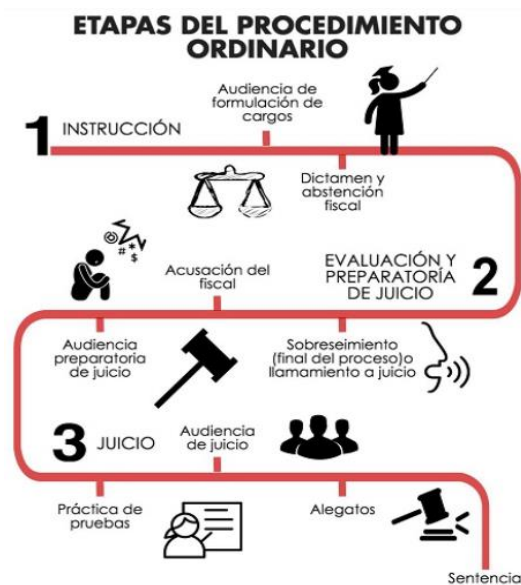 ETAPAS DEL PROCEDIMIENTO
ORDINARIO
Audiencia de
formulación de
cargos
1 INSTRUCCIÓN
Dictamen y
abstención
fiscal
EVALUACIÓN Y
PREPARATORÍA
DE JUICIO
2
Acusación del
fiscal
Audiencia
preparatoria
de juicio
Sobreseimiento
(final del proceso)o
llamamiento a juicio
3 JUICIO
Audiencia
de juicio
Práctica de
pruebas
Alegatos
Sentencia